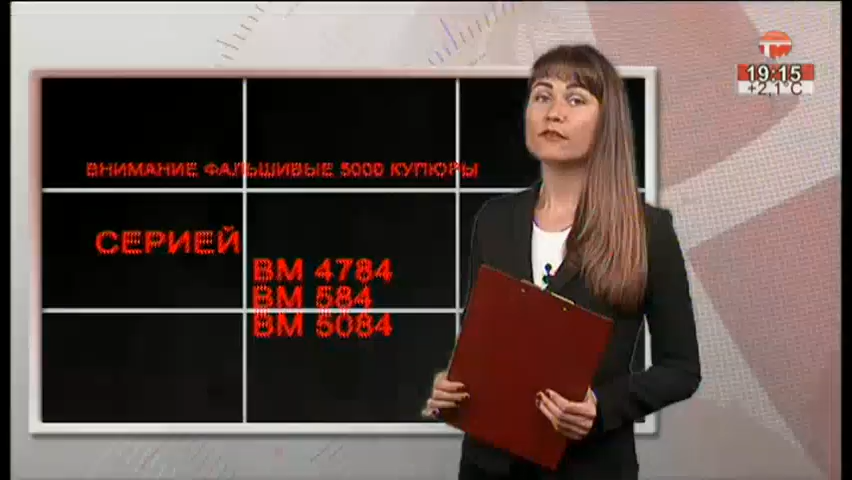 ТМ
19:15
+2,1°C
ВНИМАНИЕ ФАЛЬШИВЫЕ 5000 КУПЮРЫ
СЕРИЕЙ
ВМ 4784
ВМ 584
ВМ 5084